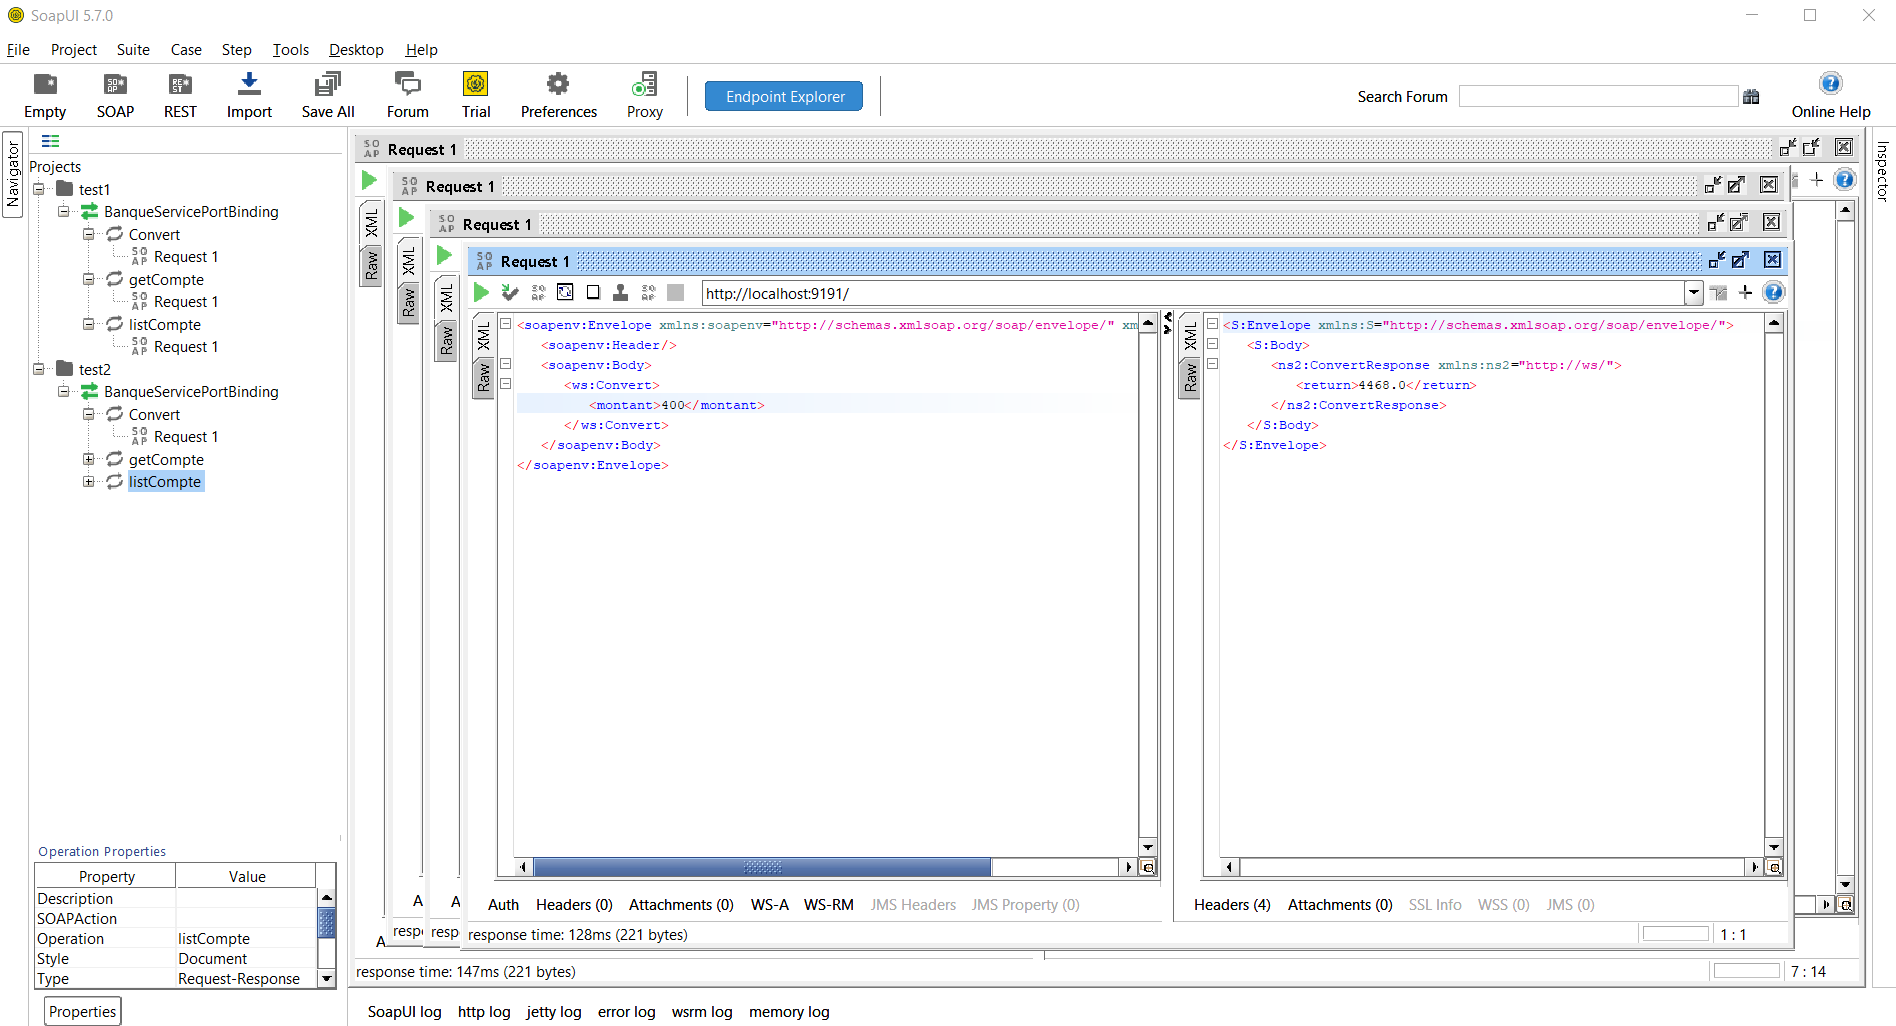 SoapUI 5.7.0
File Project Suite Case Step Tools Desktop Help
Empty SOAP REST Import Save All Forum Trial Preferences Proxy Endpoint Explorer Search Forum Online Help
Navigator
Inspector
Projects
test1
BanqueServicePortBinding
Convert
Request 1
getCompte
Request 1
listCompte
Request 1
test2
BanqueServicePortBinding
Convert
Request 1
getCompte
listCompte
Operation Properties
Property Value
Description
SOAPAction
Operation listCompte
Style Document
Type Request-Response
Properties
Request 1
XML
Raw
Request 1
XML
Raw
Request 1
XML
Raw
Request 1
http://localhost:9191/
XML
Raw
<soapenv:Envelope xmlns:soapenv="http://schemas.xmlsoap.org/soap/envelope/" xm
<soapenv:Header/>
<soapenv:Body>
<ws:Convert>
<montant>400</montant>
</ws:Convert>
</soapenv:Body>
</soapenv:Envelope>
XML
Raw
<S:Envelope xmlns:S="http://schemas.xmlsoap.org/soap/envelope/">
<S:Body>
<ns2:ConvertResponse xmlns:ns2="http://ws/">
<return>4468.0</return>
</ns2:ConvertResponse>
</S:Body>
</S:Envelope>
A A Auth Headers (0) Attachments (0) WS-A WS-RM JMS Headers JMS Property (0)
Headers (4) Attachments (0) SSL Info WSS (0) JMS (0)
resp resp response time: 128ms (221 bytes) 1 : 1
A
response time: 147ms (221 bytes) 7 : 14
SoapUI log http log jetty log error log wsrm log memory log